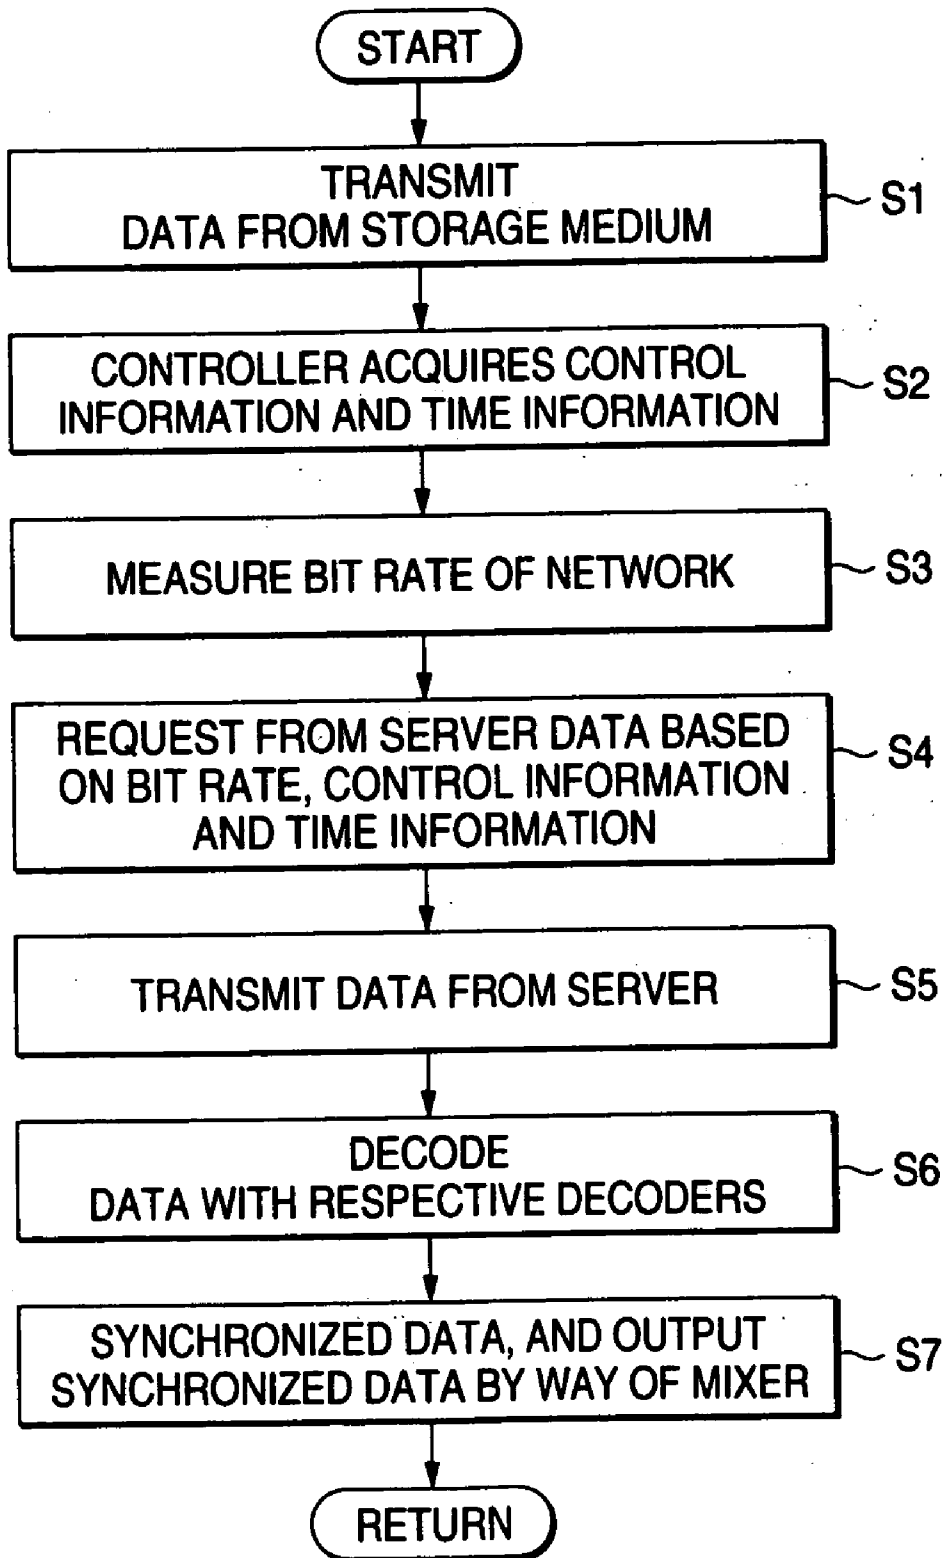 START
TRANSMIT
DATA FROM STORAGE MEDIUM
S1
CONTROLLER ACQUIRES CONTROL
INFORMATION AND TIME INFORMATION
S2
MEASURE BIT RATE OF NETWORK
S3
REQUEST FROM SERVER DATA BASED
ON BIT RATE, CONTROL INFORMATION
AND TIME INFORMATION
S4
TRANSMIT DATA FROM SERVER
S5
DECODE
DATA WITH RESPECTIVE DECODERS
S6
SYNCHRONIZED DATA, AND OUTPUT
SYNCHRONIZED DATA BY WAY OF MIXER
S7
RETURN